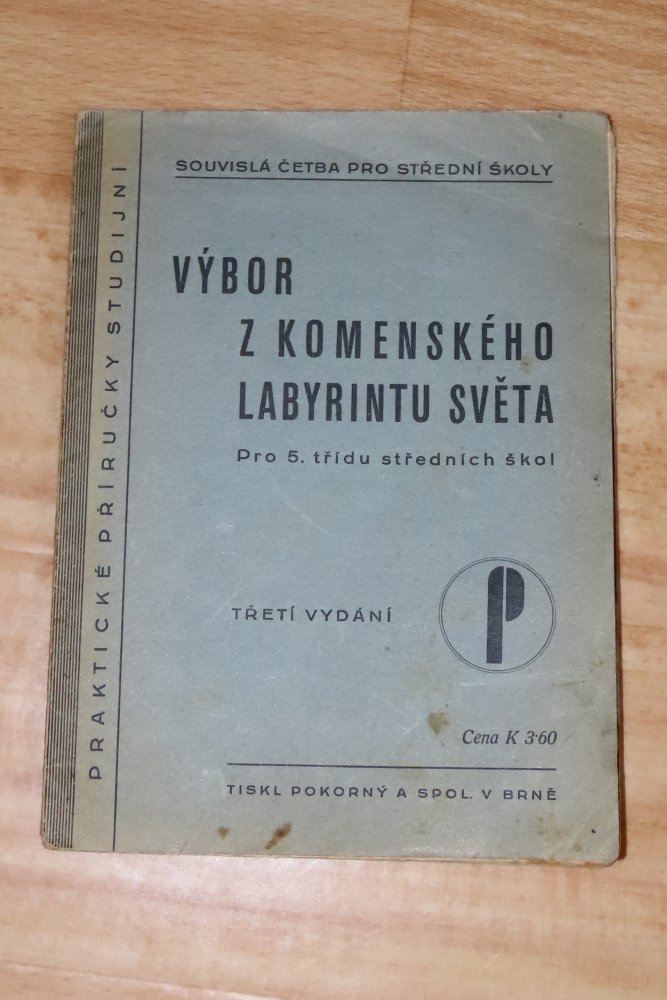 SOUVISLÁ ČETBA PRO STŘEDNÍ ŠKOLY
VÝBOR
Z KOMENSKÉHO
LABYRINTU SVĚTA
Pro 5. třídu středních škol
TŘETÍ VYDÁNÍ
P
Cena K 3·60
TISKL POKORNÝ A SPOL. V BRNĚ
PRAKTICKÉ PŘÍRUČKY STUDIJNÍ